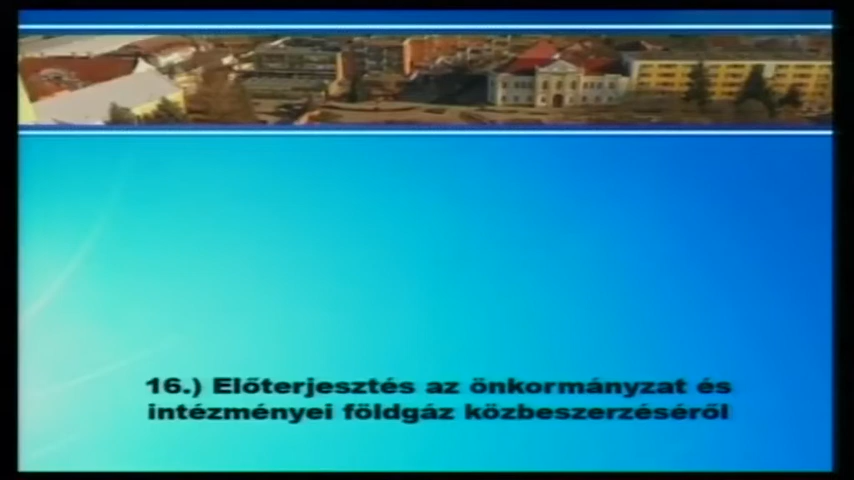 16.) Előterjesztés az önkormányzat és
intézményei földgáz közbeszerzéséről